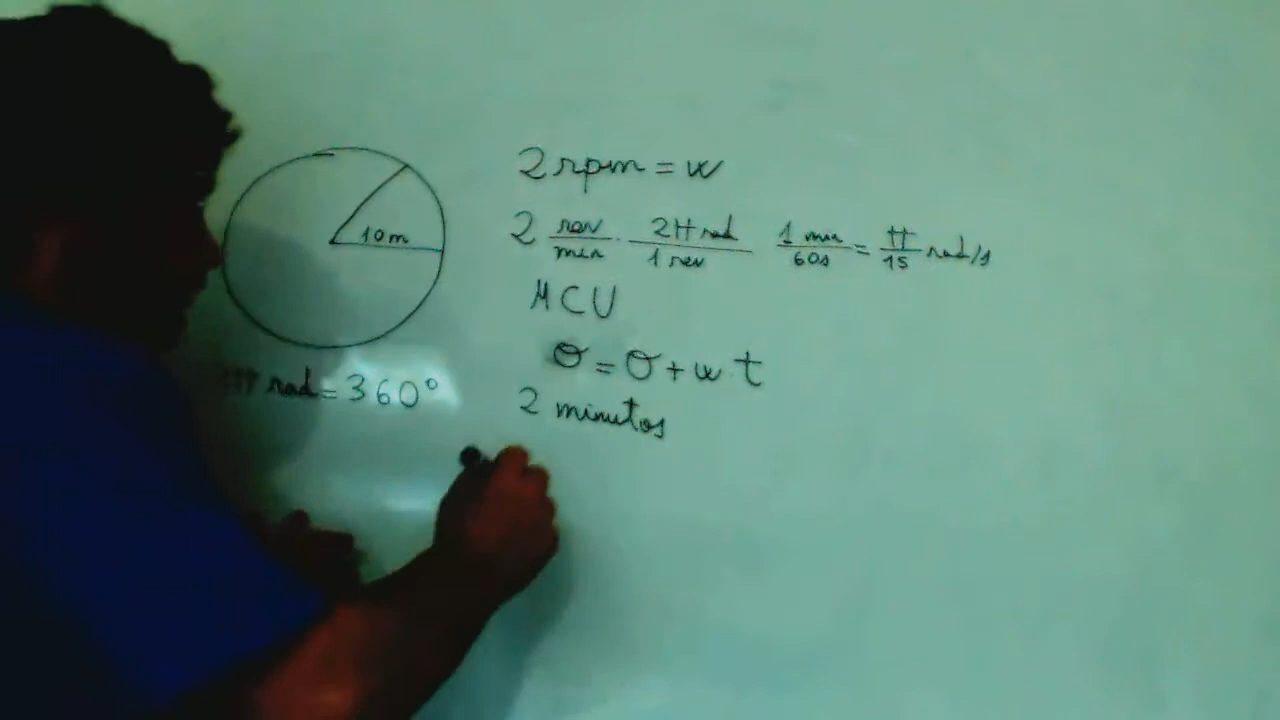 10m
rad = 360°
2 rpm = w
2 rev/min · 2π rad/1 rev 1 min/60s = π/15 rad/s
MCU
θ = θ + w.t
2 minutos